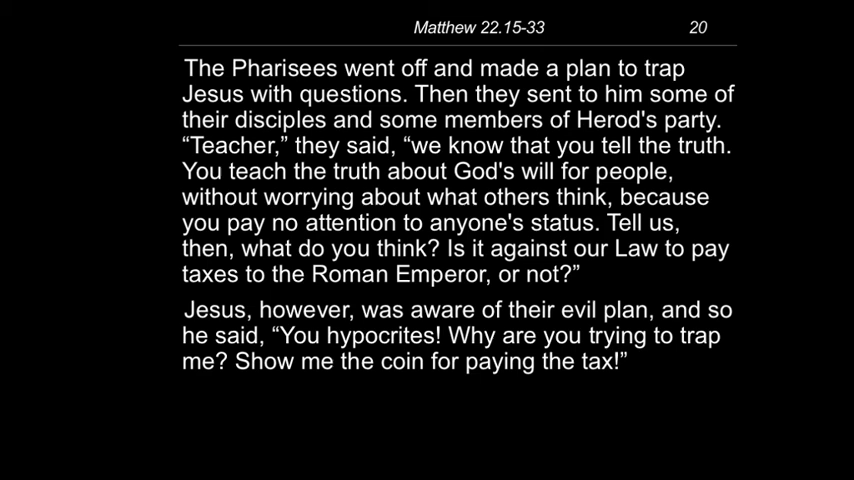 Matthew 22.15-33 20
The Pharisees went off and made a plan to trap
Jesus with questions. Then they sent to him some of
their disciples and some members of Herod's party.
“Teacher,” they said, “we know that you tell the truth.
You teach the truth about God's will for people,
without worrying about what others think, because
you pay no attention to anyone's status. Tell us,
then, what do you think? Is it against our Law to pay
taxes to the Roman Emperor, or not?”
Jesus, however, was aware of their evil plan, and so
he said, “You hypocrites! Why are you trying to trap
me? Show me the coin for paying the tax!”